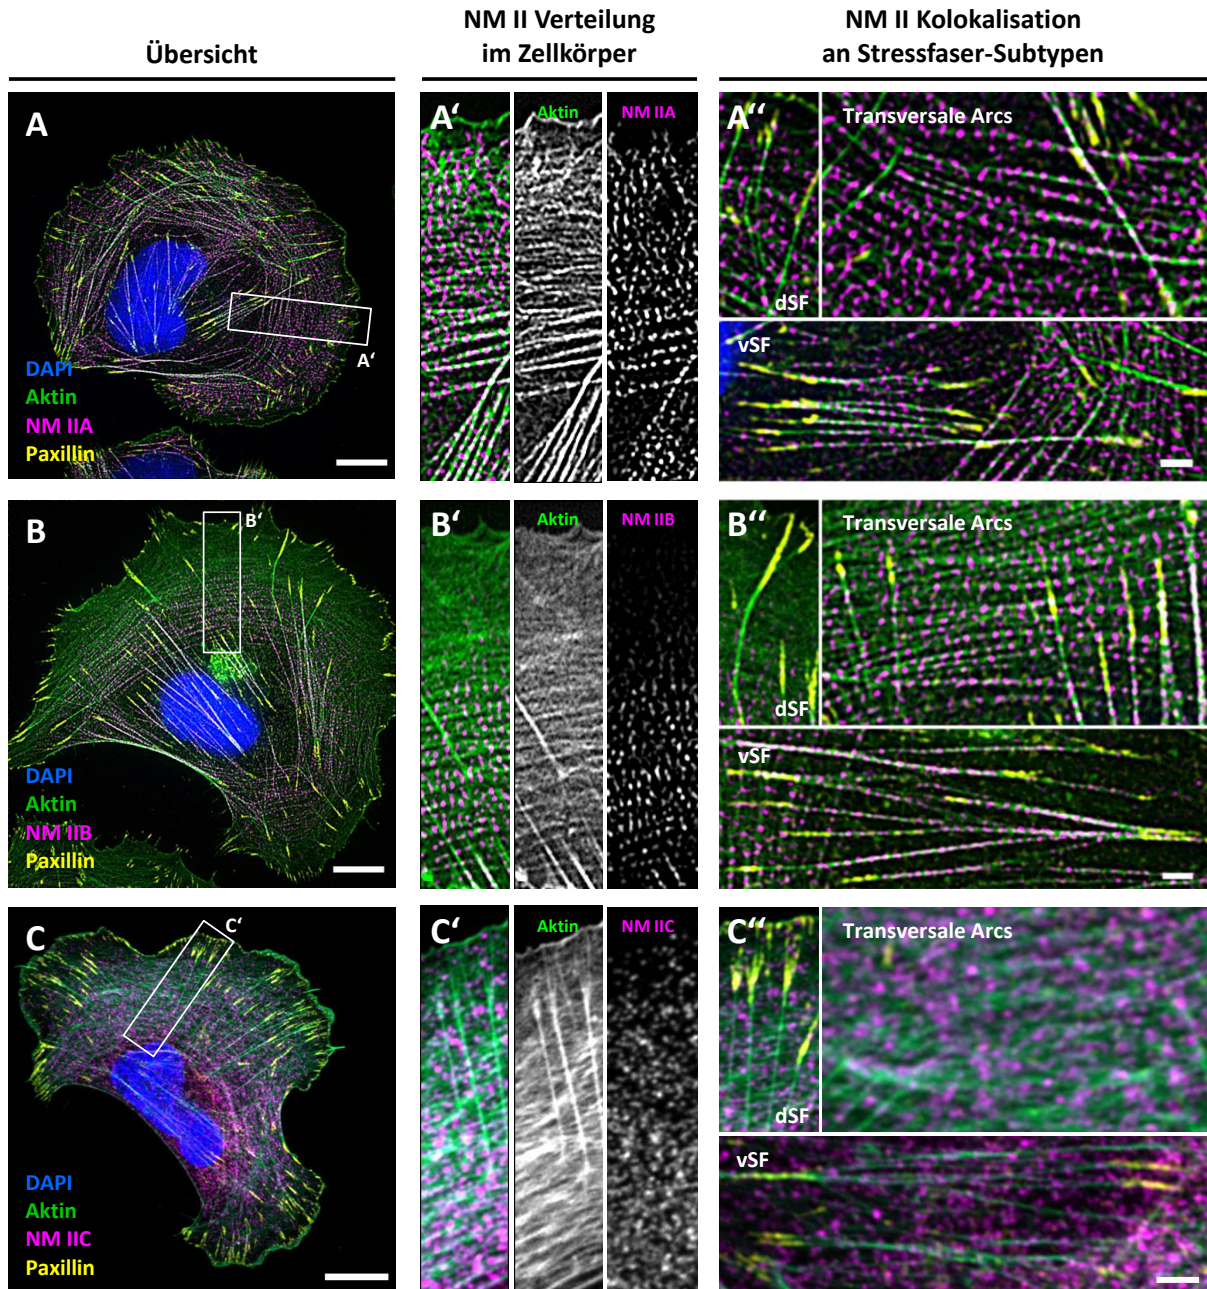 Übersicht
NM II Verteilung
im Zellkörper
NM II Kolokalisation
an Stressfaser-Subtypen
A
A‘
DAPI
Aktin
NM IIA
Paxillin
A‘
Aktin
NM IIA
A‘‘
Transversale Arcs
dSF
vSF
B
B‘
DAPI
Aktin
NM IIB
Paxillin
B‘
Aktin
NM IIB
B‘‘
Transversale Arcs
dSF
vSF
C
C‘
DAPI
Aktin
NM IIC
Paxillin
C‘
Aktin
NM IIC
C‘‘
Transversale Arcs
dSF
vSF